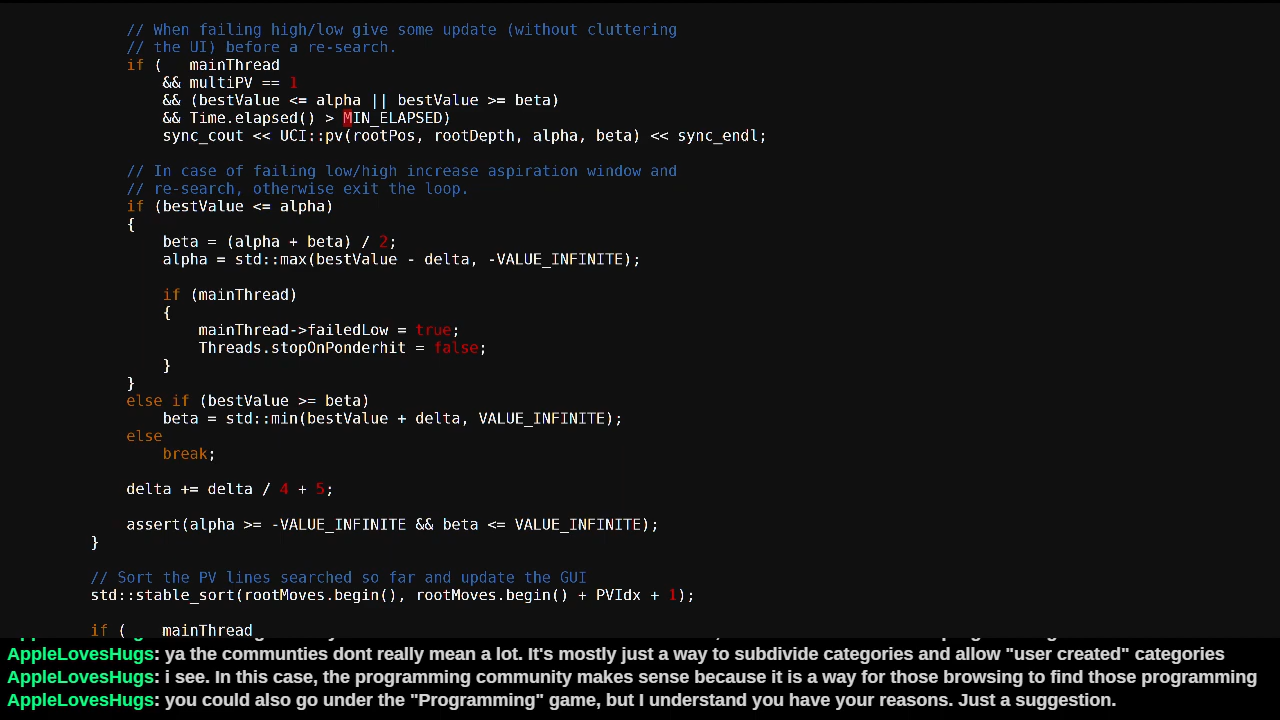 // When failing high/low give some update (without cluttering
// the UI) before a re-search.
if (   mainThread
&& multiPV == 1
&& (bestValue <= alpha || bestValue >= beta)
&& Time.elapsed() > MIN_ELAPSED)
sync_cout << UCI::pv(rootPos, rootDepth, alpha, beta) << sync_endl;
// In case of failing low/high increase aspiration window and
// re-search, otherwise exit the loop.
if (bestValue <= alpha)
{
beta = (alpha + beta) / 2;
alpha = std::max(bestValue - delta, -VALUE_INFINITE);
if (mainThread)
{
mainThread->failedLow = true;
Threads.stopOnPonderhit = false;
}
}
else if (bestValue >= beta)
beta = std::min(bestValue + delta, VALUE_INFINITE);
else
break;
delta += delta / 4 + 5;
assert(alpha >= -VALUE_INFINITE && beta <= VALUE_INFINITE);
}
// Sort the PV lines searched so far and update the GUI
std::stable_sort(rootMoves.begin(), rootMoves.begin() + PVIdx + 1);
if (    mainThread
AppleLovesHugs: ya the communties dont really mean a lot. It's mostly just a way to subdivide categories and allow "user created" categories
AppleLovesHugs: i see. In this case, the programming community makes sense because it is a way for those browsing to find those programming
AppleLovesHugs: you could also go under the "Programming" game, but I understand you have your reasons. Just a suggestion.